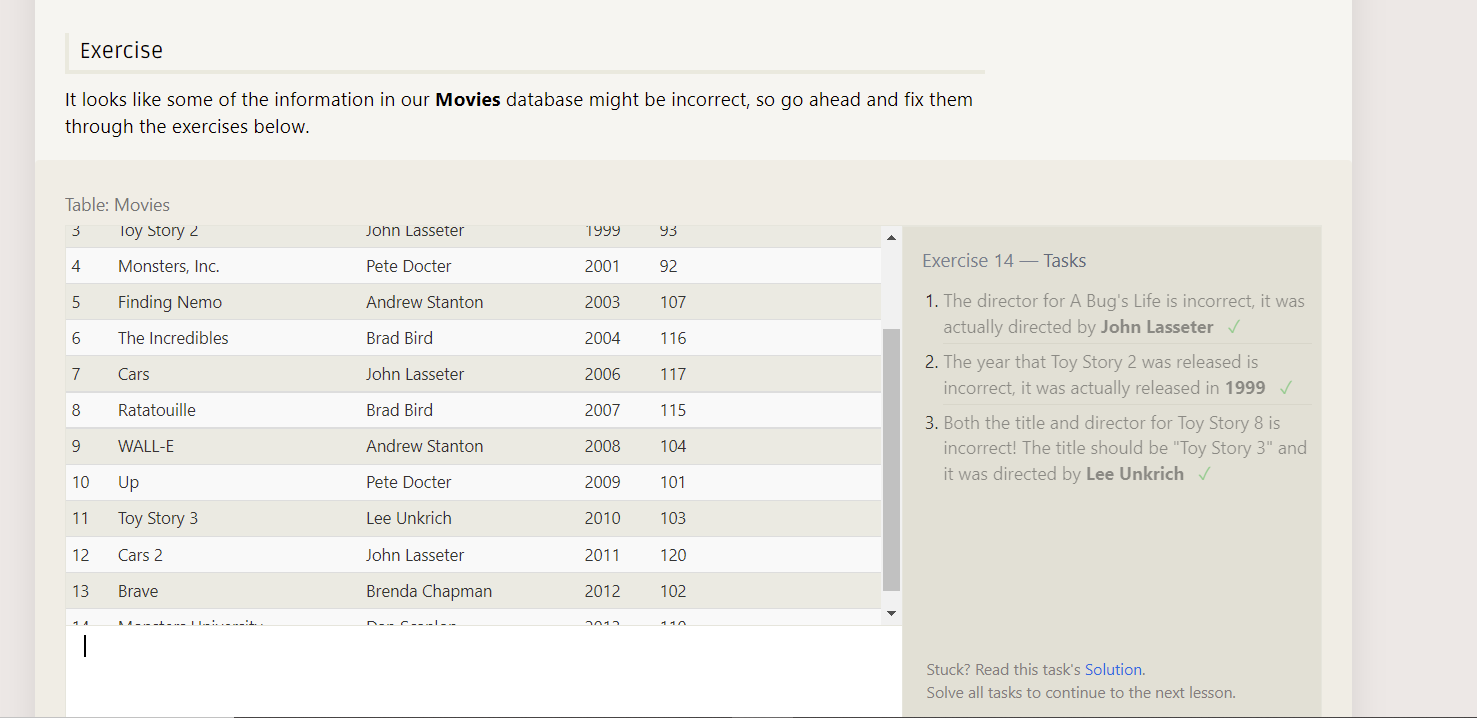 Exercise
It looks like some of the information in our Movies database might be incorrect, so go ahead and fix them
through the exercises below.
Table: Movies
3 Toy Story 2 John Lasseter 1999 93
4 Monsters, Inc. Pete Docter 2001 92
5 Finding Nemo Andrew Stanton 2003 107
6 The Incredibles Brad Bird 2004 116
7 Cars John Lasseter 2006 117
8 Ratatouille Brad Bird 2007 115
9 WALL-E Andrew Stanton 2008 104
10 Up Pete Docter 2009 101
11 Toy Story 3 Lee Unkrich 2010 103
12 Cars 2 John Lasseter 2011 120
13 Brave Brenda Chapman 2012 102
14 Monsters University Dan Scanlon 2013 110
Exercise 14 — Tasks
1. The director for A Bug's Life is incorrect, it was
actually directed by John Lasseter ✓
2. The year that Toy Story 2 was released is
incorrect, it was actually released in 1999 ✓
3. Both the title and director for Toy Story 8 is
incorrect! The title should be "Toy Story 3" and
it was directed by Lee Unkrich ✓
Stuck? Read this task's Solution.
Solve all tasks to continue to the next lesson.